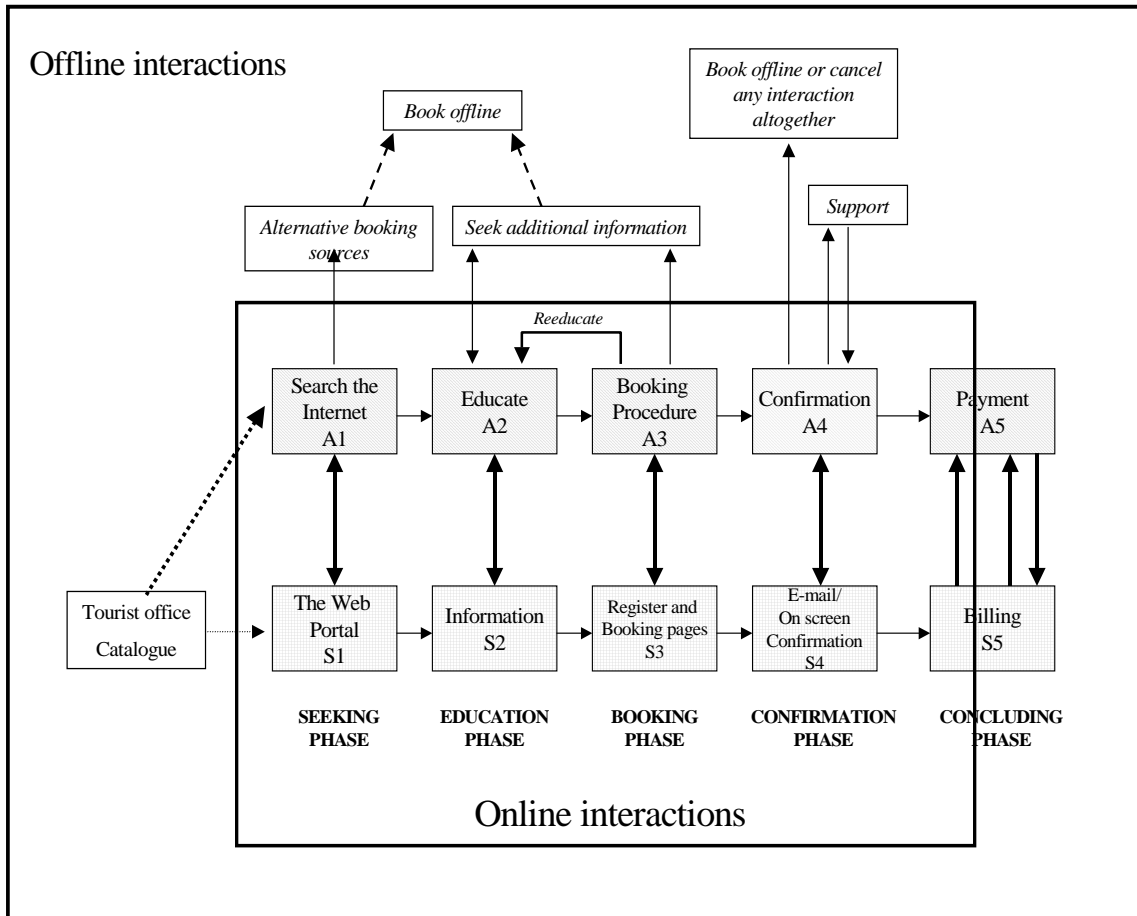 Offline interactions
Book offline or cancel
any interaction
altogether
Book offline
Support
Alternative booking
sources
Seek additional information
Reeducate
Search the
Internet
A1
Educate
A2
Booking
Procedure
A3
Confirmation
A4
Payment
A5
Tourist office
Catalogue
The Web
Portal
S1
Information
S2
Register and
Booking pages
S3
E-mail/
On screen
Confirmation
S4
Billing
S5
SEEKING
PHASE
EDUCATION
PHASE
BOOKING
PHASE
CONFIRMATION
PHASE
CONCLUDING
PHASE
Online interactions